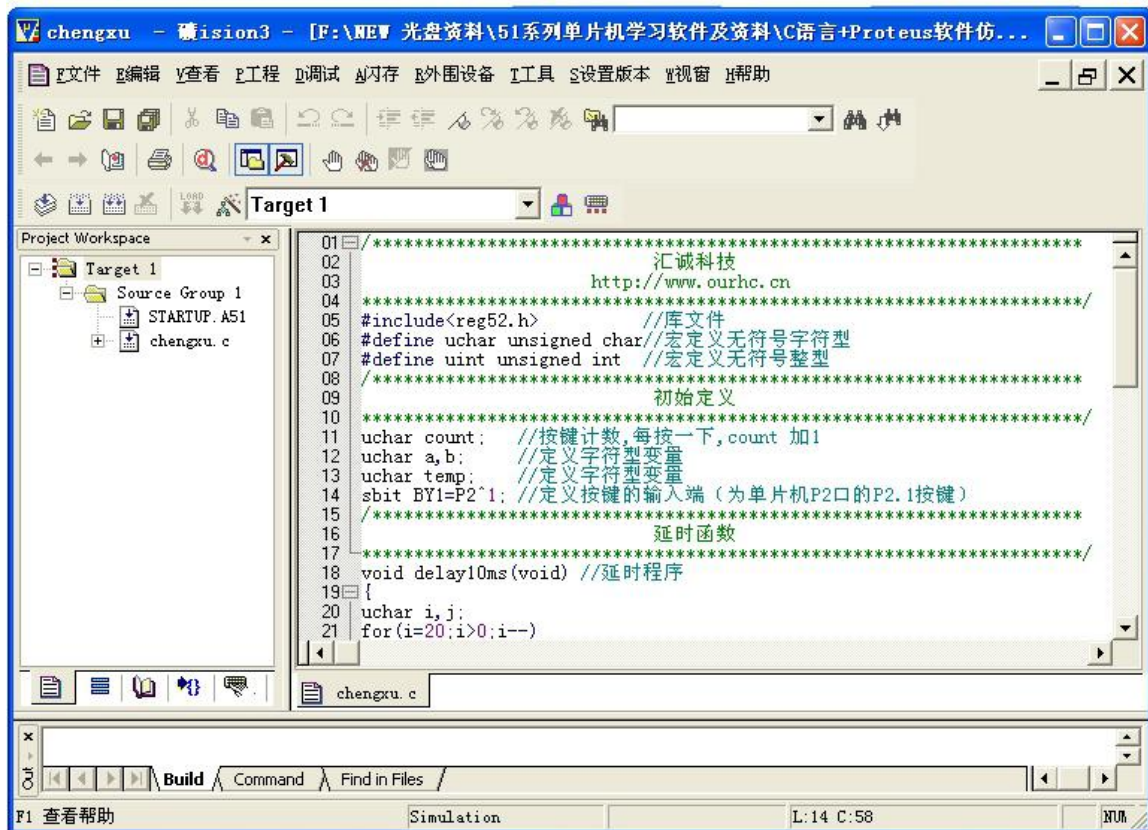 chengxu - 礦ision3 - [F:\NEW 光盘资料\51系列单片机学习软件及资料\C语言+Proteus软件仿...
F文件 E编辑 V查看 P工程 D调试 A闪存 R外围设备 T工具 S设置版本 W视窗 H帮助
LOAD
Target 1
Project Workspace
Target 1
Source Group 1
STARTUP.A51
chengxu.c
01 /********************************************************************
02 汇诚科技
03 http://www.ourhc.cn
04 *********************************************************************/
05 #include<reg52.h> //库文件
06 #define uchar unsigned char//宏定义无符号字符型
07 #define uint unsigned int //宏定义无符号整型
08 /********************************************************************
09 初始定义
10 *********************************************************************/
11 uchar count; //按键计数,每按一下,count 加1
12 uchar a,b; //定义字符型变量
13 uchar temp; //定义字符型变量
14 sbit BY1=P2^1; //定义按键的输入端（为单片机P2口的P2.1按键）
15 /********************************************************************
16 延时函数
17 *********************************************************************/
18 void delay10ms(void) //延时程序
19 {
20 uchar i,j;
21 for(i=20;i>0;i--)
chengxu.c
Out
Build Command Find in Files
F1 查看帮助 Simulation L:14 C:58 NUM